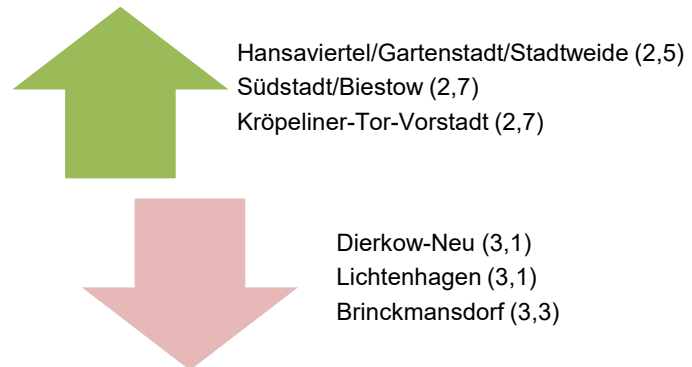 Hansaviertel/Gartenstadt/Stadtweide (2,5)
Südstadt/Biestow (2,7)
Kröpeliner-Tor-Vorstadt (2,7)
Dierkow-Neu (3,1)
Lichtenhagen (3,1)
Brinckmansdorf (3,3)